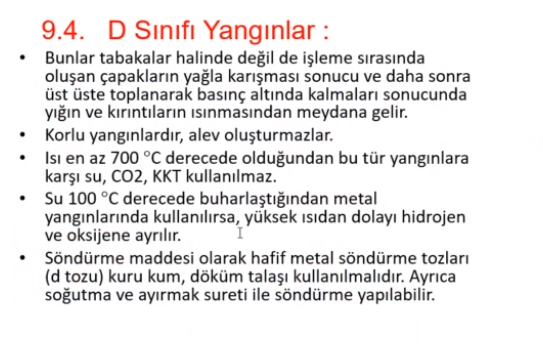 9.4. D Sınıfı Yangınlar :
• Bunlar tabakalar halinde değil de işleme sırasında
oluşan çapakların yağla karışması sonucu ve daha sonra
üst üste toplanarak basınç altında kalmaları sonucunda
yığın ve kırıntıların ısınmasından meydana gelir.
• Korlu yangınlardır, alev oluşturmazlar.
• Isı en az 700 °C derecede olduğundan bu tür yangınlara
karşı su, CO2, KKT kullanılmaz.
• Su 100 °C derecede buharlaştığından metal
yangınlarında kullanılırsa, yüksek ısıdan dolayı hidrojen
ve oksijene ayrılır.
• Söndürme maddesi olarak hafif metal söndürme tozları
(d tozu) kuru kum, döküm talaşı kullanılmalıdır. Ayrıca
soğutma ve ayırmak sureti ile söndürme yapılabilir.